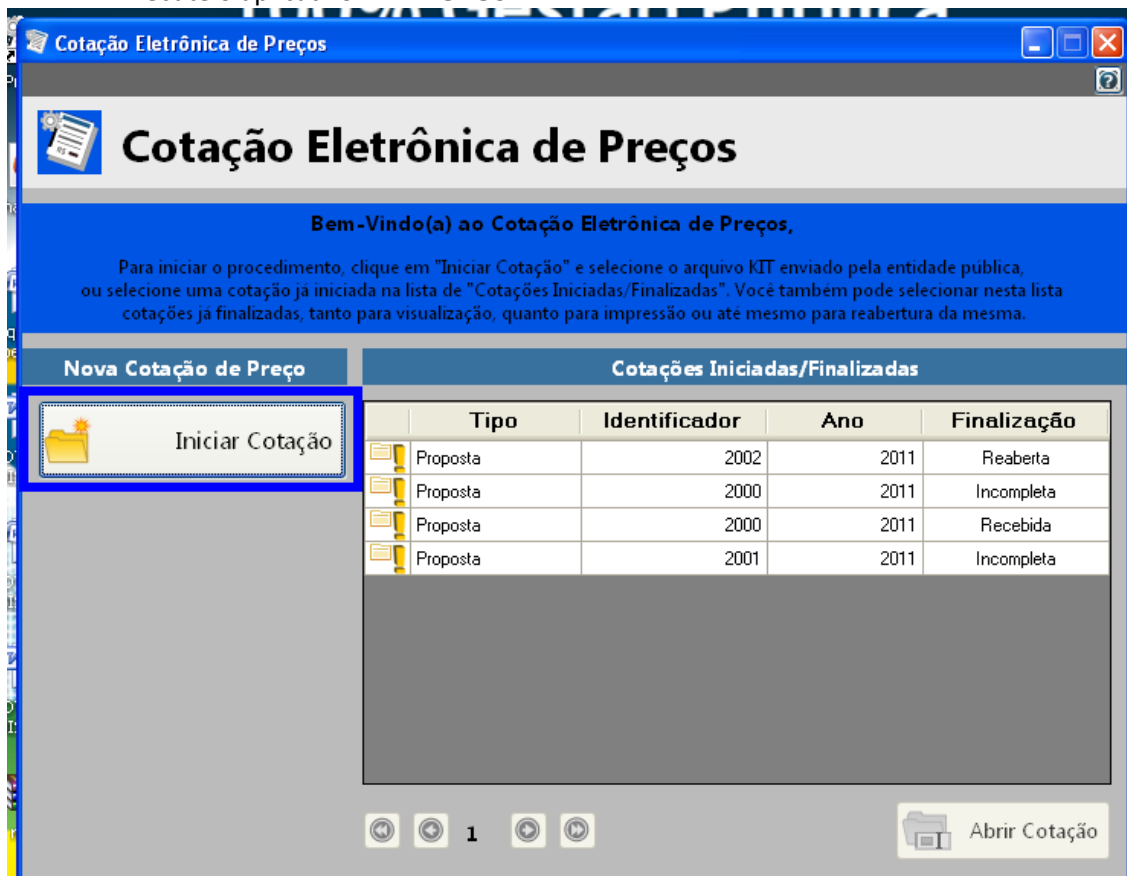 Cotação Eletrônica de Preços
Cotação Eletrônica de Preços
Bem-Vindo(a) ao Cotação Eletrônica de Preços,
Para iniciar o procedimento, clique em "Iniciar Cotação" e selecione o arquivo KIT enviado pela entidade pública,
ou selecione uma cotação já iniciada na lista de "Cotações Iniciadas/Finalizadas". Você também pode selecionar nesta lista
cotações já finalizadas, tanto para visualização, quanto para impressão ou até mesmo para reabertura da mesma.
Nova Cotação de Preço
Cotações Iniciadas/Finalizadas
Iniciar Cotação
Tipo Identificador Ano Finalização
Proposta 2002 2011 Reaberta
Proposta 2000 2011 Incompleta
Proposta 2000 2011 Recebida
Proposta 2001 2011 Incompleta
1
Abrir Cotação